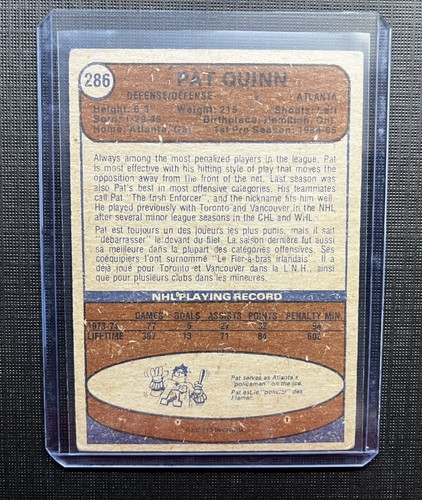 286
PAT QUINN
DEFENSE/DEFENSE ATLANTA
Height: 6.3 Weight: 215 Shoots: Left
Born: 1-29-43 Birthplace, Hamilton, Ont.
Home, Atlanta, Ga. 1st Pro Season: 1964-65
Always among the most penalized players in the league, Pat
is most effective with his hitting style of play that moves the
opposition away from the front of the net. Last season was
also Pat's best in most offensive categories. His teammates
call Pat "The Irish Enforcer", and the nickname fits him well.
He played previously with Toronto and Vancouver in the NHL
after several minor league seasons in the CHL and WHL.
Pat est toujours un des joueurs les plus punis, mais il sait
"débarrasser" le devant du filet. La saison dernière fut aussi
sa meilleure dans la plupart des catégories offensives. Ses
coéquipiers l'ont surnommé "Le Fier-à-bras irlandais". Il a
déjà joué pour Toronto et Vancouver dans la L.N.H., ainsi
que pour plusieurs clubs dans les mineures.
NHL PLAYING RECORD
GAMES GOALS ASSISTS POINTS PENALTY MIN.
1973-74 77 5 27 32 94
LIFETIME 367 13 71 84 602
Pat serves as Atlanta's
"policeman" on the ice.
Pat est le "policier" des
Flames.